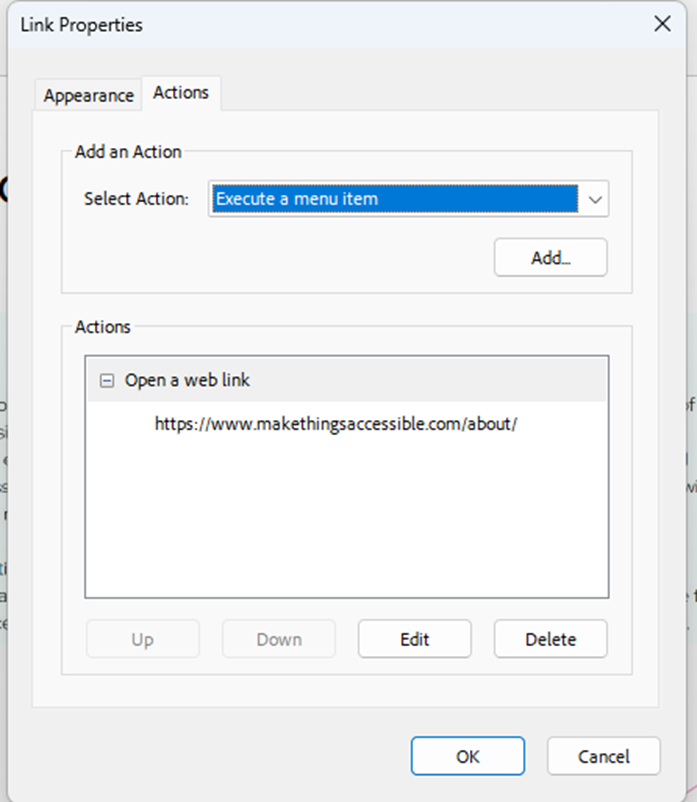 Link Properties
Appearance
Actions
Add an Action
Select Action:
Execute a menu item
Add...
Actions
Open a web link
https://www.makethingsaccessible.com/about/
Up
Down
Edit
Delete
OK
Cancel